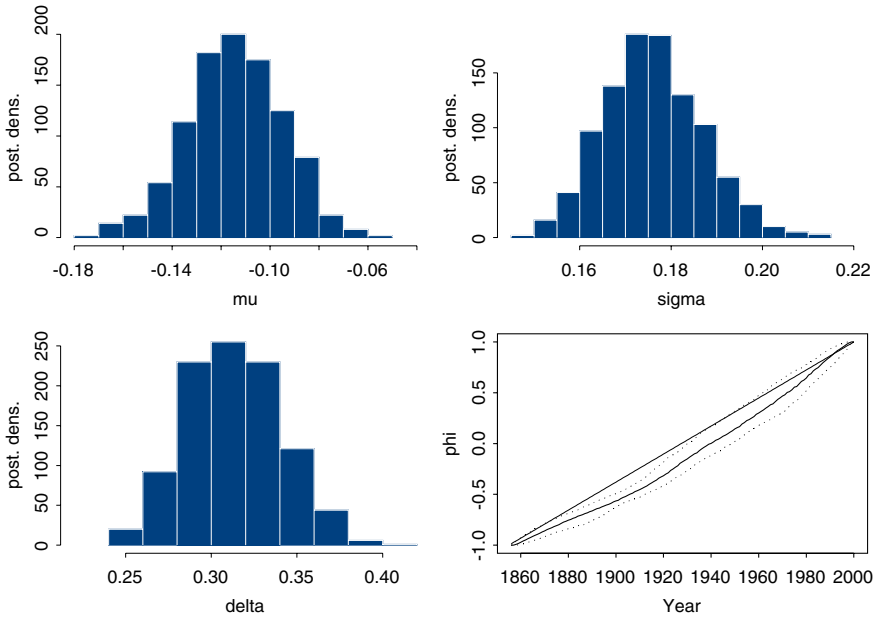 post. dens.
0 50 100 150 200
-0.18 -0.14 -0.10 -0.06
mu
post. dens.
0 50 100 150
0.16 0.18 0.20 0.22
sigma
post. dens.
0 50 100 150 200 250
0.25 0.30 0.35 0.40
delta
phi
-1.0 -0.5 0.0 0.5 1.0
1860 1880 1900 1920 1940 1960 1980 2000
Year